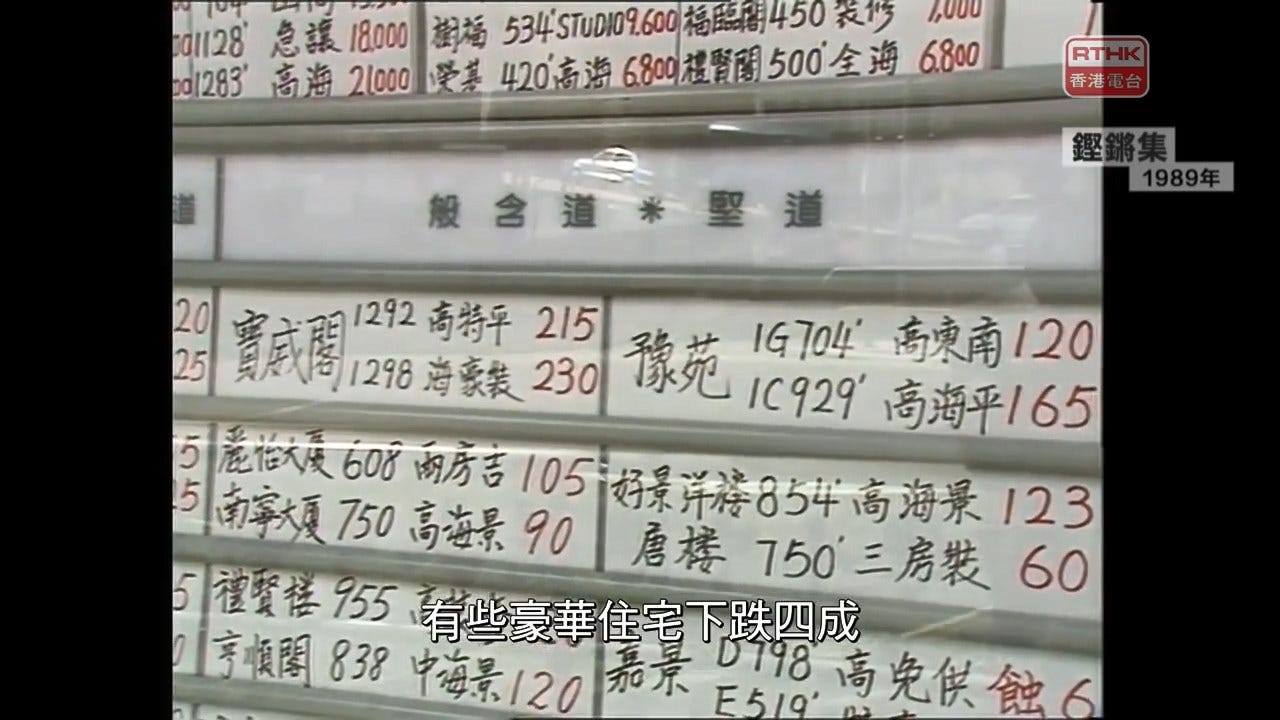 RTHK
香港電台
鏗鏘集
1989年
1128' 急讓 18,000
1283' 高海 21,000
樹福 534' STUDIO 9,600
榮基 420' 高海 6,800
福臨閣 450 裝修 7,000
禮賢閣 500' 全海 6,800
道
般含道*堅道
20
25
寶威閣
1292 高特平 215
1298 海豪裝 230
豫苑
1G704' 高東南 120
1C929' 高海平 165
麗怡大廈 608 兩房吉 105
南寧大廈 750 高海景 90
好景洋樓 854' 高海景 123
唐樓 750' 三房裝 60
禮賢樓 955
亨順閣 838 中海景 120
嘉景
D798' 高免供
E519'
蝕6
有些豪華住宅下跌四成